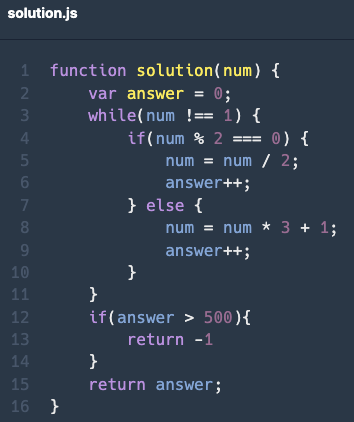 solution.js
1 function solution(num) {
2     var answer = 0;
3     while(num !== 1) {
4         if(num % 2 === 0) {
5             num = num / 2;
6             answer++;
7         } else {
8             num = num * 3 + 1;
9             answer++;
10         }
11     }
12     if(answer > 500){
13         return -1
14     }
15     return answer;
16 }